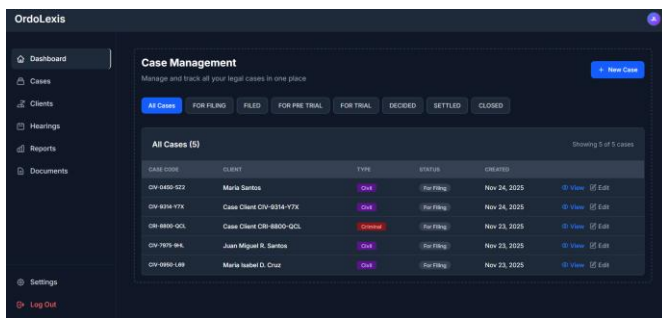 OrdoLexis
Dashboard
Cases
Clients
Hearings
Reports
Documents
Settings
Log Out
Case Management
Manage and track all your legal cases in one place
+ New Case
All Cases FOR FILING FILED FOR PRE TRIAL FOR TRIAL DECIDED SETTLED CLOSED
All Cases (5) Showing 5 of 5 cases
CASE CODE CLIENT TYPE STATUS CREATED
CIV-0450-522 Maria Santos Civil For Filing Nov 24, 2025 View Edit
CIV-9314-Y7X Case Client CIV-9314-Y7X Civil For Filing Nov 24, 2025 View Edit
CRI-8800-QCL Case Client CRI-8800-QCL Criminal For Filing Nov 23, 2025 View Edit
CIV-7975-9HL Juan Miguel R. Santos Civil For Filing Nov 23, 2025 View Edit
CIV-0950-L69 Maria Isabel D. Cruz Civil For Filing Nov 23, 2025 View Edit